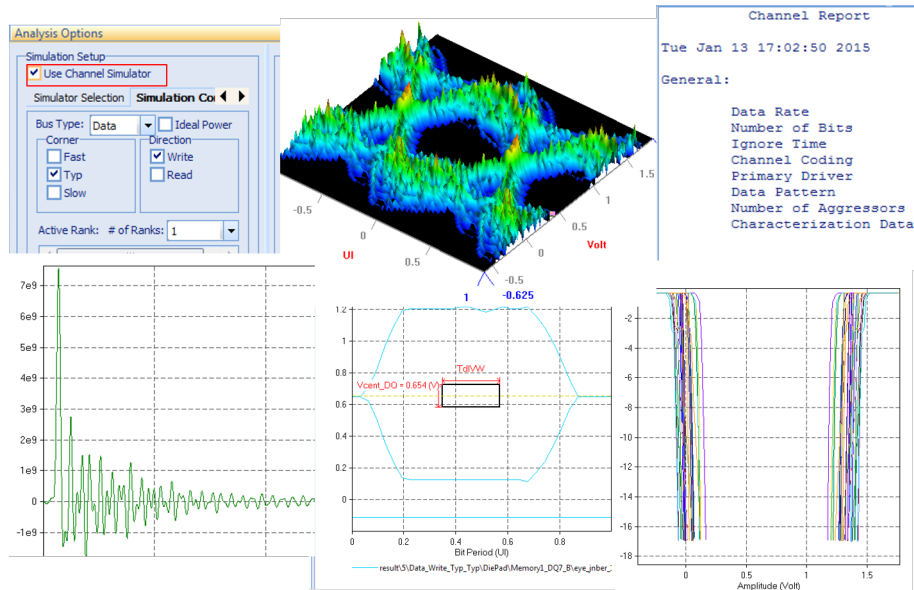 Analysis Options
Simulation Setup
Use Channel Simulator
Simulator Selection
Simulation Co
Bus Type:
Data
Ideal Power
Corner
Direction
Fast
Write
Typ
Read
Slow
Active Rank: # of Ranks: 1
-0.5
0
0.5
UI
1
-0.625
-0.5
0
0.5
1
1.5
Volt
Channel Report
Tue Jan 13 17:02:50 2015
General:
Data Rate
Number of Bits
Ignore Time
Channel Coding
Primary Driver
Data Pattern
Number of Aggressors
Characterization Data
7e9
6e9
5e9
4e9
3e9
2e9
1e9
0
-1e9
1.2
1
0.8
0.6
0.4
0.2
0
TdIVW
Vcent_DQ = 0.654 (V)
0 0.2 0.4 0.6 0.8
Bit Period (UI)
result\5\Data_Write_Typ_Typ\DiePad\Memory1_DQ7_B\eye_jnber_
-2
-4
-6
-8
-10
-12
-14
-16
-18
0 0.5 1 1.5
Amplitude (Volt)